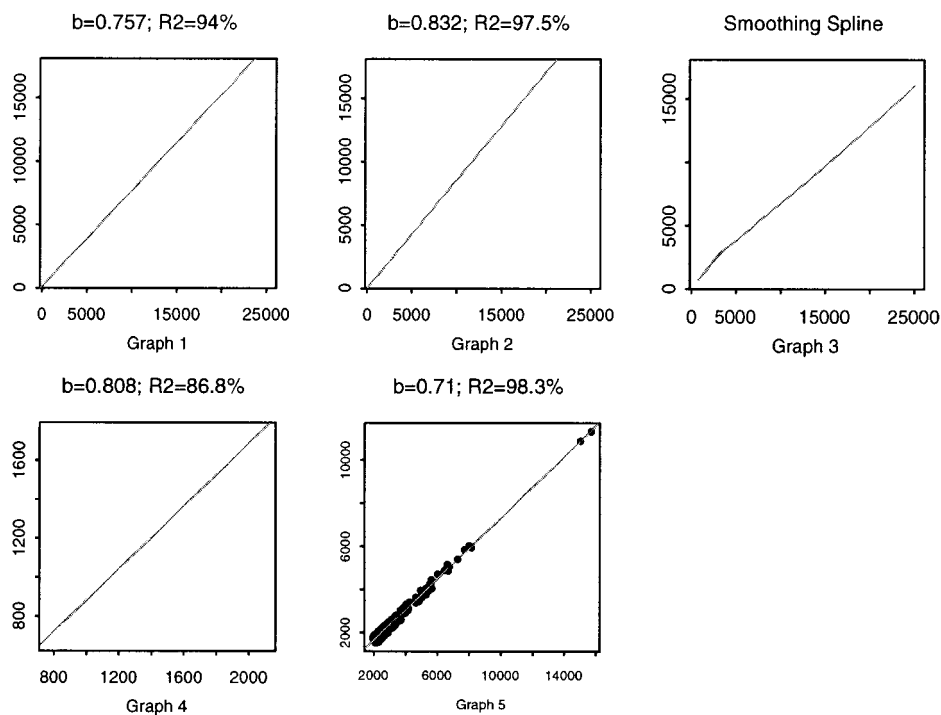 b=0.757; R2=94%
b=0.832; R2=97.5%
Smoothing Spline
15000
10000
5000
0
0 5000 15000 25000
Graph 1
15000
10000
5000
0
0 5000 15000 25000
Graph 2
15000
5000
0
0 5000 15000 25000
Graph 3
b=0.808; R2=86.8%
b=0.71; R2=98.3%
1600
1200
800
800 1200 1600 2000
Graph 4
10000
6000
2000
2000 6000 10000 14000
Graph 5